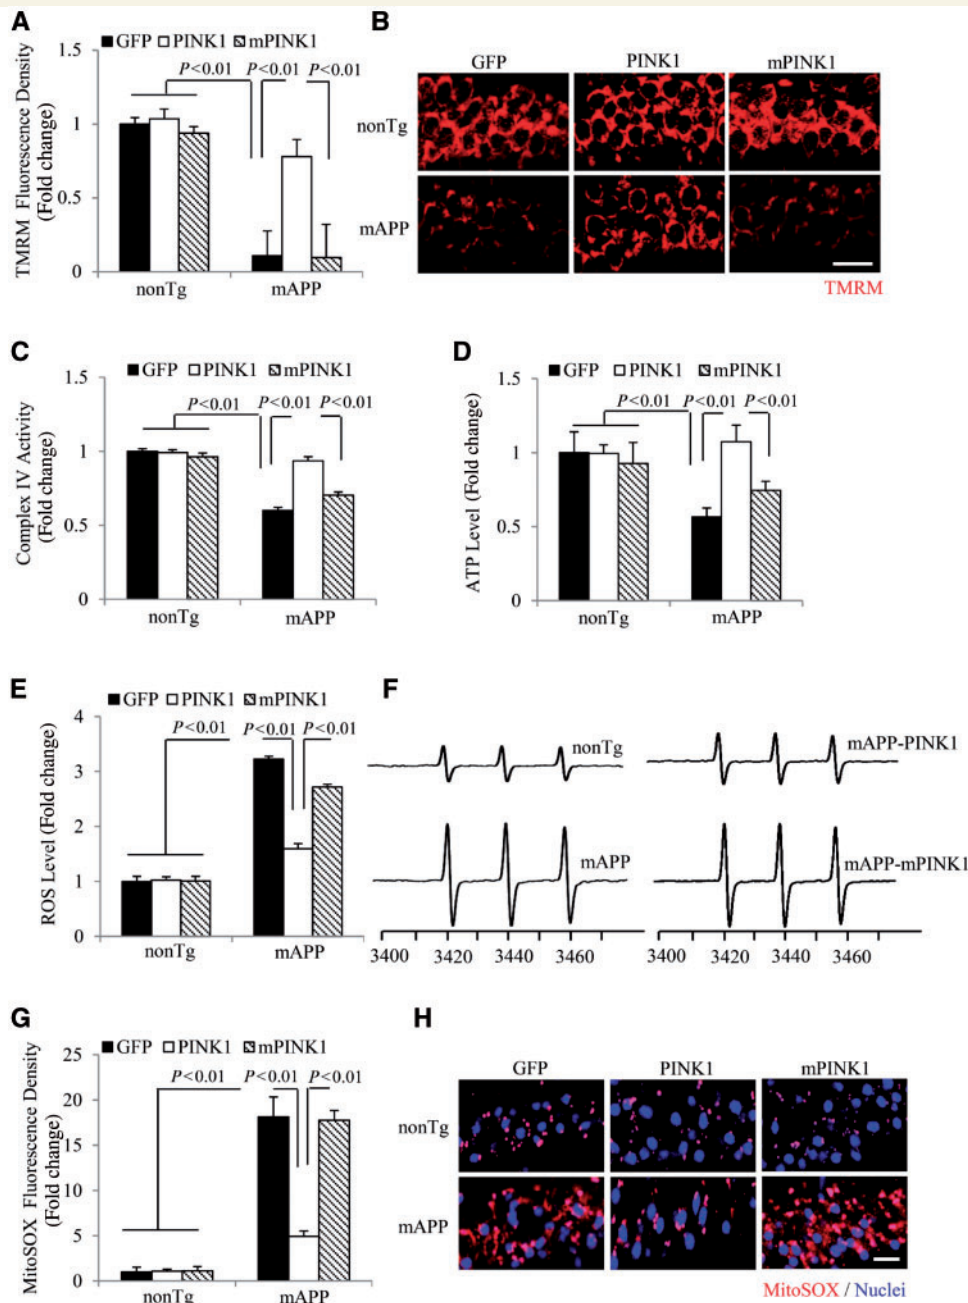 A
GFP PINK1 mPINK1
1.5
P<0.01 P<0.01 P<0.01
1
0.5
0
TMRM Fluorescence Density
(Fold change)
nonTg mAPP
B
GFP PINK1 mPINK1
nonTg
mAPP
TMRM
C
1.5
GFP PINK1 mPINK1
P<0.01 P<0.01 P<0.01
1
0.5
0
Complex IV Activity
(Fold change)
nonTg mAPP
D
1.5
GFP PINK1 mPINK1
P<0.01 P<0.01 P<0.01
1
0.5
0
ATP Level (Fold change)
nonTg mAPP
E
GFP PINK1 mPINK1
4
P<0.01 P<0.01 P<0.01
3
2
1
0
ROS Level (Fold change)
nonTg mAPP
F
nonTg
mAPP-PINK1
mAPP
mAPP-mPINK1
3400 3420 3440 3460
3400 3420 3440 3460
G
GFP PINK1 mPINK1
25
P<0.01 P<0.01 P<0.01
20
15
10
5
0
MitoSOX Fluorescence Density
(Fold change)
nonTg mAPP
H
GFP PINK1 mPINK1
nonTg
mAPP
MitoSOX / Nuclei